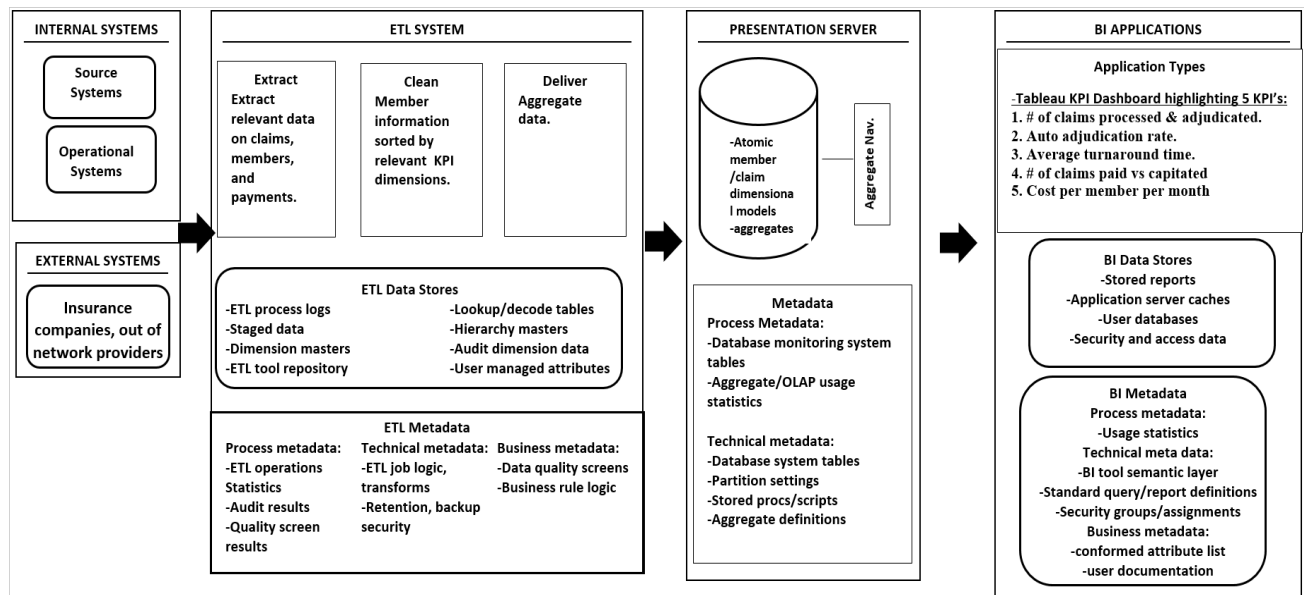 INTERNAL SYSTEMS
Source
Systems
Operational
Systems
EXTERNAL SYSTEMS
Insurance
companies, out of
network providers
ETL SYSTEM
Extract
Extract
relevant data
on claims,
members,
and
payments.
Clean
Member
information
sorted by
relevant KPI
dimensions.
Deliver
Aggregate
data.
ETL Data Stores
-ETL process logs
-Staged data
-Dimension masters
-ETL tool repository
-Lookup/decode tables
-Hierarchy masters
-Audit dimension data
-User managed attributes
ETL Metadata
Process metadata:
-ETL operations
Statistics
-Audit results
-Quality screen
results
Technical metadata:
-ETL job logic,
transforms
-Retention, backup
security
Business metadata:
-Data quality screens
-Business rule logic
PRESENTATION SERVER
-Atomic
member
/claim
dimensiona
l models
-aggregates
Aggregate Nav.
Metadata
Process Metadata:
-Database monitoring system
tables
-Aggregate/OLAP usage
statistics
Technical metadata:
-Database system tables
-Partition settings
-Stored procs/scripts
-Aggregate definitions
BI APPLICATIONS
Application Types
-Tableau KPI Dashboard highlighting 5 KPI's:
1. # of claims processed & adjudicated.
2. Auto adjudication rate.
3. Average turnaround time.
4. # of claims paid vs capitated
5. Cost per member per month
BI Data Stores
-Stored reports
-Application server caches
-User databases
-Security and access data
BI Metadata
Process metadata:
-Usage statistics
Technical meta data:
-BI tool semantic layer
-Standard query/report definitions
-Security groups/assignments
Business metadata:
-conformed attribute list
-user documentation